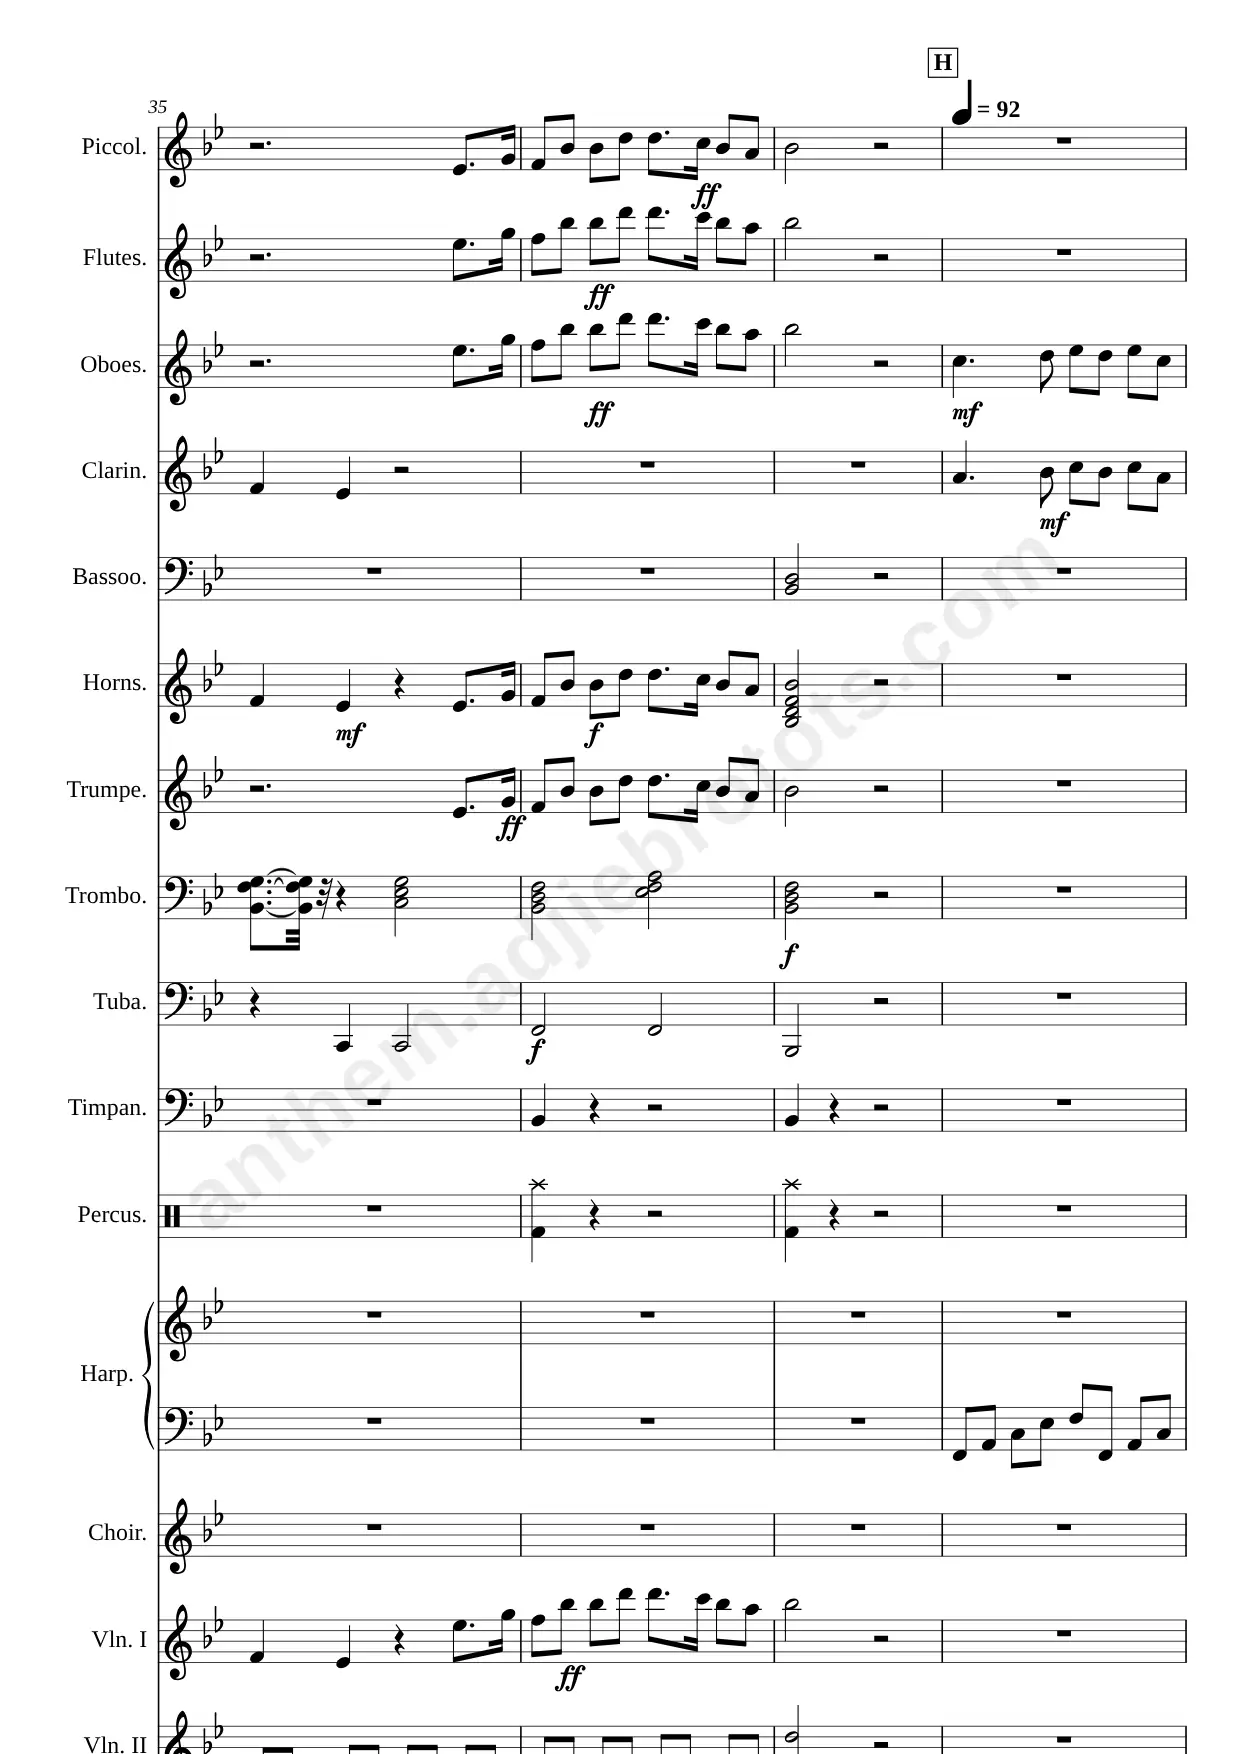 H
= 92
35
Piccol.
ff
Flutes.
ff
Oboes.
ff
mf
Clarin.
mf
Bassoo.
Horns.
mf
f
Trumpe.
ff
Trombo.
f
Tuba.
f
Timpan.
Percus.
Harp.
Choir.
Vln. I
ff
Vln. II
anthem.adjiebrotots.com